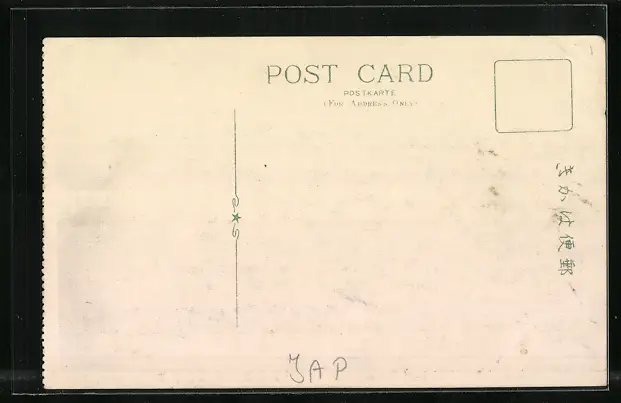 POST CARD
POSTKARTE
(FOR ADDRESS ONLY)
きかは便郵
JAP